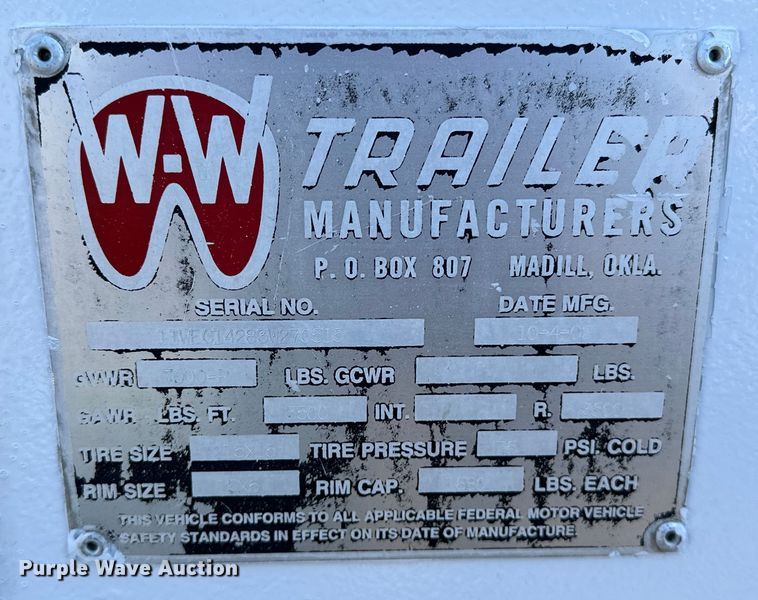 W-W
TRAILER
MANUFACTURERS
P. O. BOX 807 MADILL, OKLA.
SERIAL NO. DATE MFG.
GVWR LBS. GCWR LBS.
GAWR - LBS. FT. 3500 INT. R.
TIRE SIZE TIRE PRESSURE PSI. COLD
RIM SIZE RIM CAP. LBS. EACH
THIS VEHICLE CONFORMS TO ALL APPLICABLE FEDERAL MOTOR VEHICLE
SAFETY STANDARDS IN EFFECT ON ITS DATE OF MANUFACTURE
Purple Wave Auction